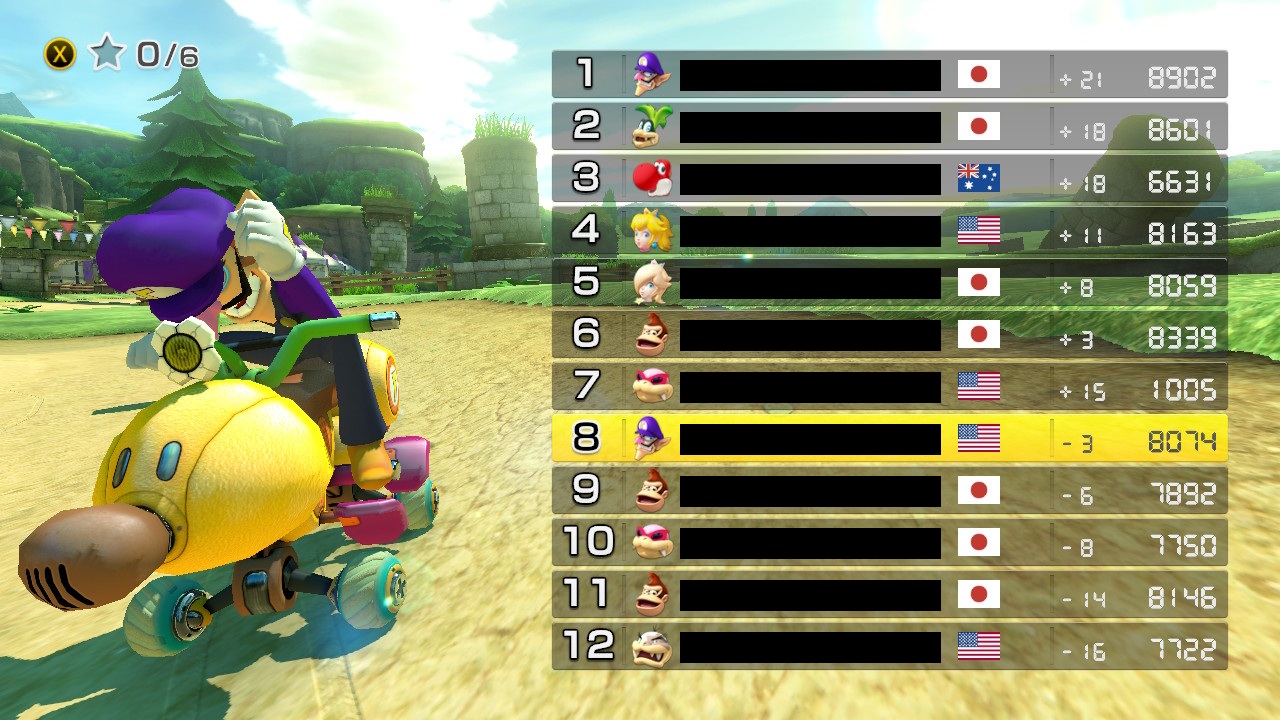 X 0/6
1 + 21 8902
2 + 18 8601
3 + 18 6631
4 + 11 8163
5 + 8 8059
6 + 3 8339
7 + 15 1005
8 - 3 8074
9 - 6 7892
10 - 8 7750
11 - 14 8146
12 - 16 7722